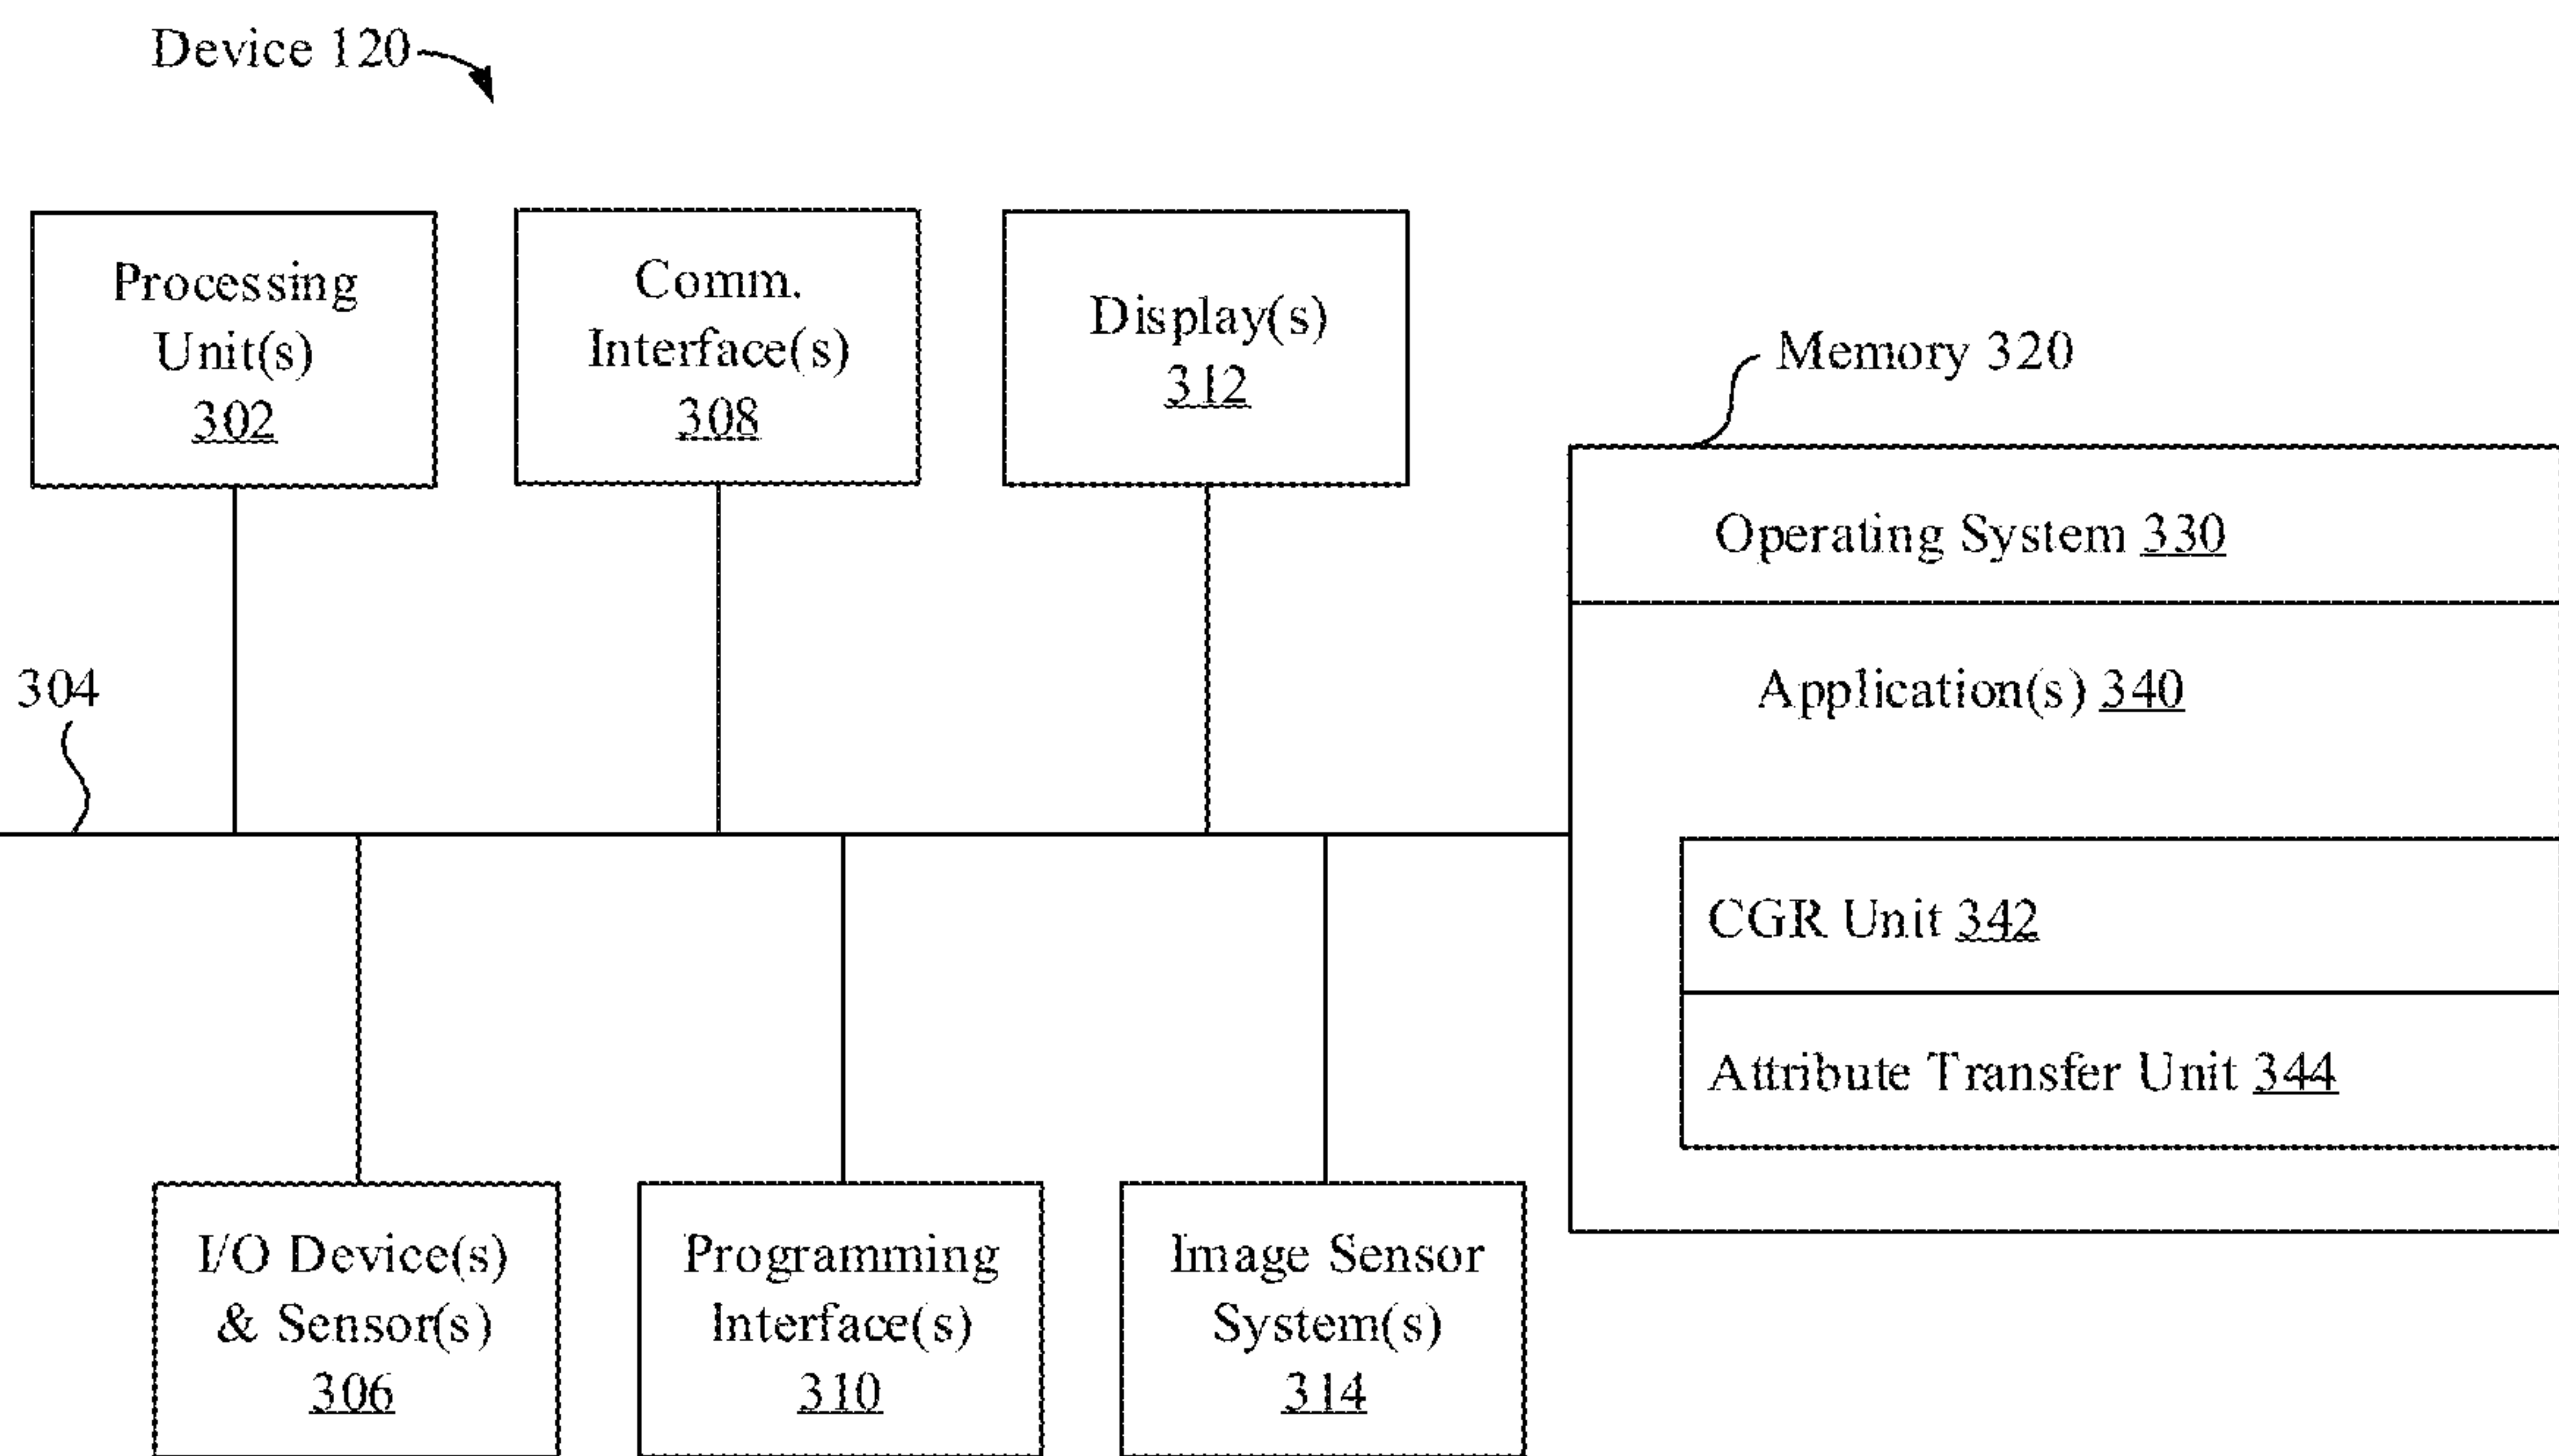 Device 120
Processing
Unit(s)
302
Comm.
Interface(s)
308
Display(s)
312
Memory 320
Operating System 330
Application(s) 340
304
CGR Unit 342
Attribute Transfer Unit 344
I/O Device(s)
& Sensor(s)
306
Programming
Interface(s)
310
Image Sensor
System(s)
314